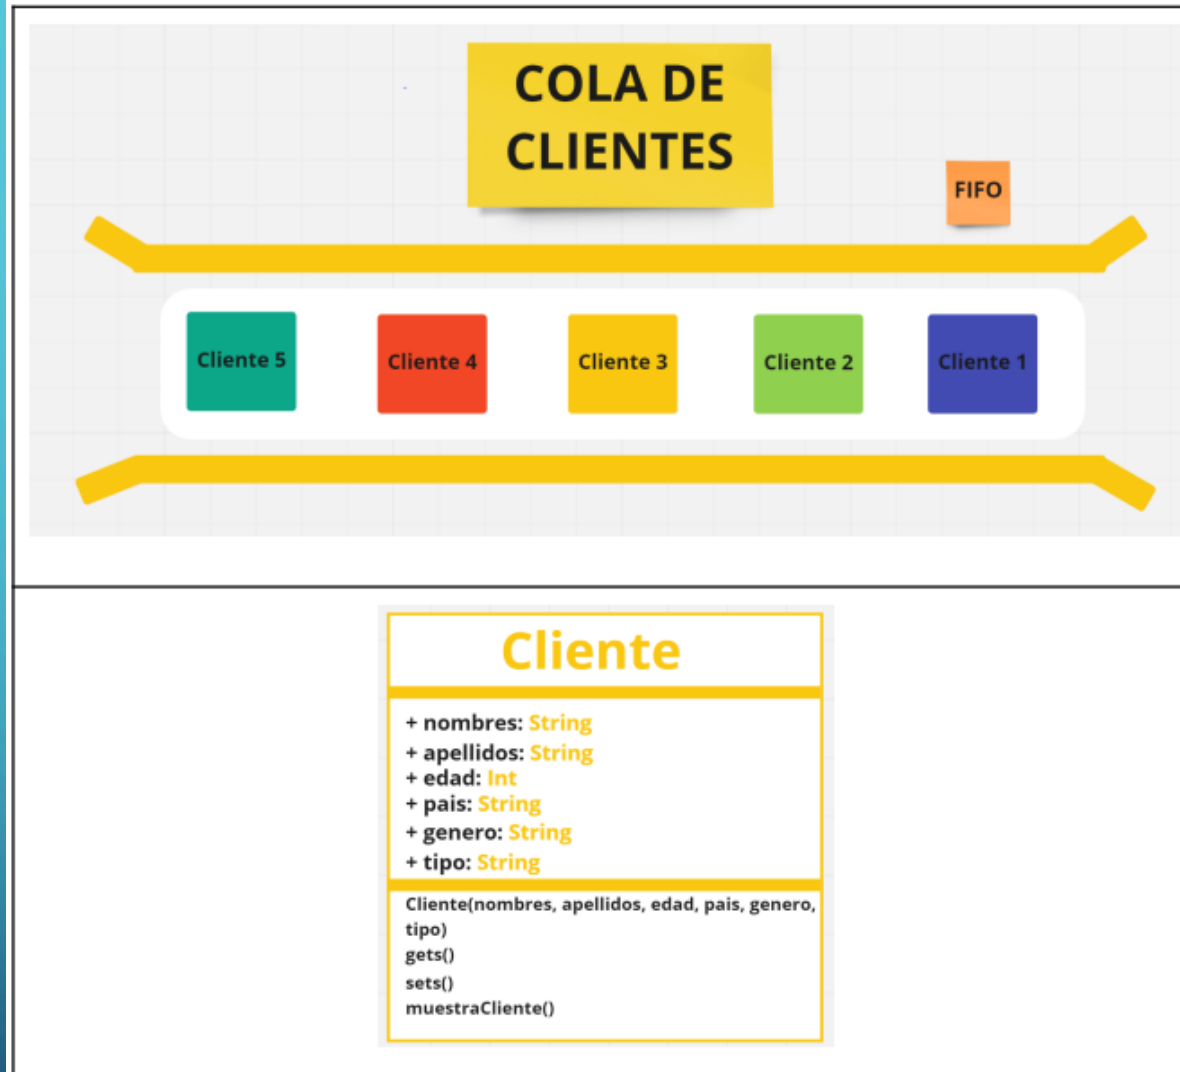 COLA DE
CLIENTES
FIFO
Cliente 5
Cliente 4
Cliente 3
Cliente 2
Cliente 1
Cliente
+ nombres: String
+ apellidos: String
+ edad: Int
+ pais: String
+ genero: String
+ tipo: String
Cliente(nombres, apellidos, edad, pais, genero,
tipo)
gets()
sets()
muestraCliente()